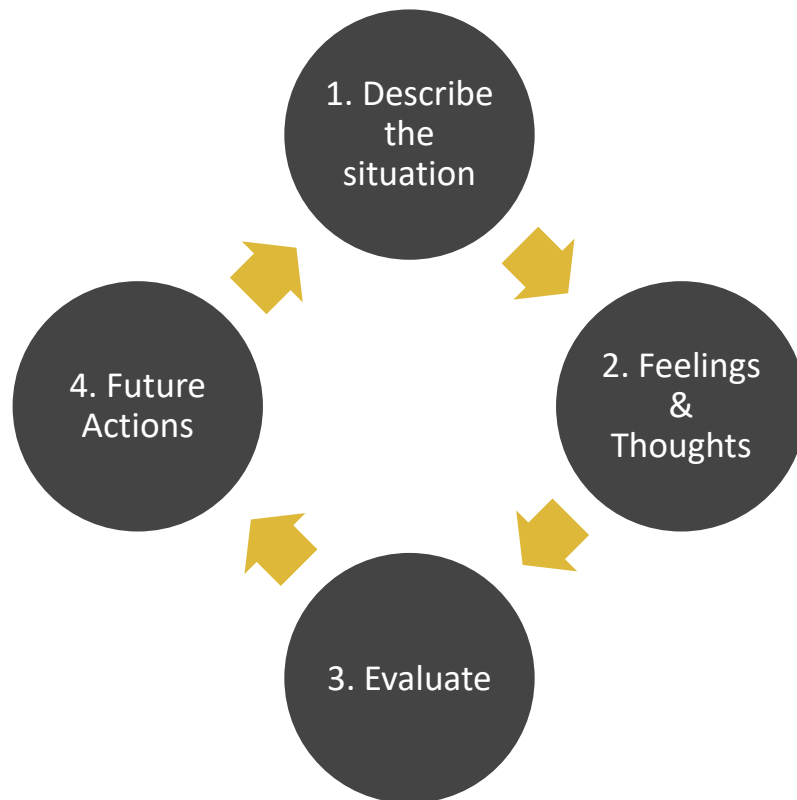 1. Describe
the
situation
2. Feelings
&
Thoughts
3. Evaluate
4. Future
Actions